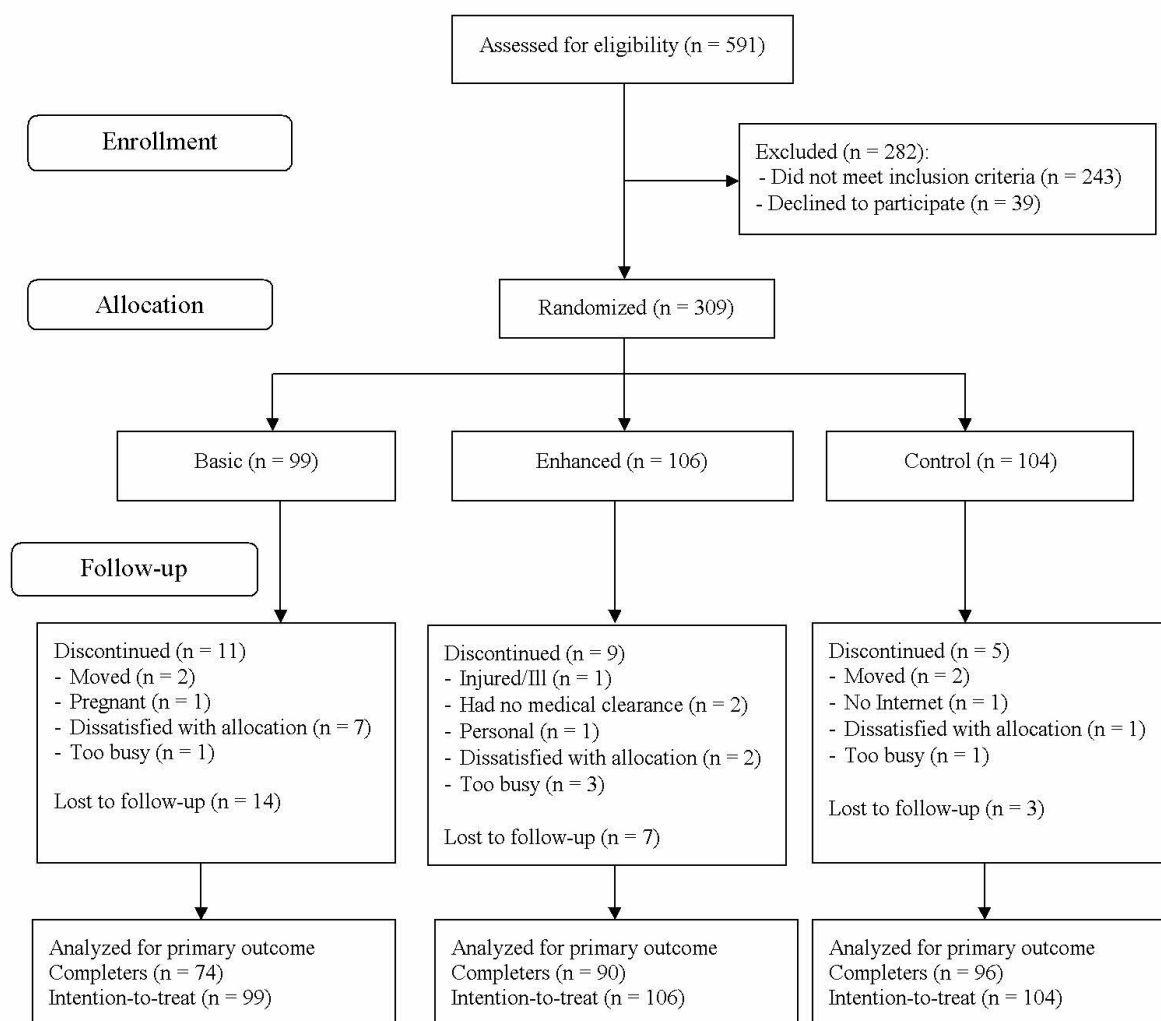 Assessed for eligibility (n = 591)
Enrollment
Excluded (n = 282):
- Did not meet inclusion criteria (n = 243)
- Declined to participate (n = 39)
Allocation
Randomized (n = 309)
Basic (n = 99)
Enhanced (n = 106)
Control (n = 104)
Follow-up
Discontinued (n = 11)
- Moved (n = 2)
- Pregnant (n = 1)
- Dissatisfied with allocation (n = 7)
- Too busy (n = 1)
Lost to follow-up (n = 14)
Discontinued (n = 9)
- Injured/Ill (n = 1)
- Had no medical clearance (n = 2)
- Personal (n = 1)
- Dissatisfied with allocation (n = 2)
- Too busy (n = 3)
Lost to follow-up (n = 7)
Discontinued (n = 5)
- Moved (n = 2)
- No Internet (n = 1)
- Dissatisfied with allocation (n = 1)
- Too busy (n = 1)
Lost to follow-up (n = 3)
Analyzed for primary outcome
Completers (n = 74)
Intention-to-treat (n = 99)
Analyzed for primary outcome
Completers (n = 90)
Intention-to-treat (n = 106)
Analyzed for primary outcome
Completers (n = 96)
Intention-to-treat (n = 104)